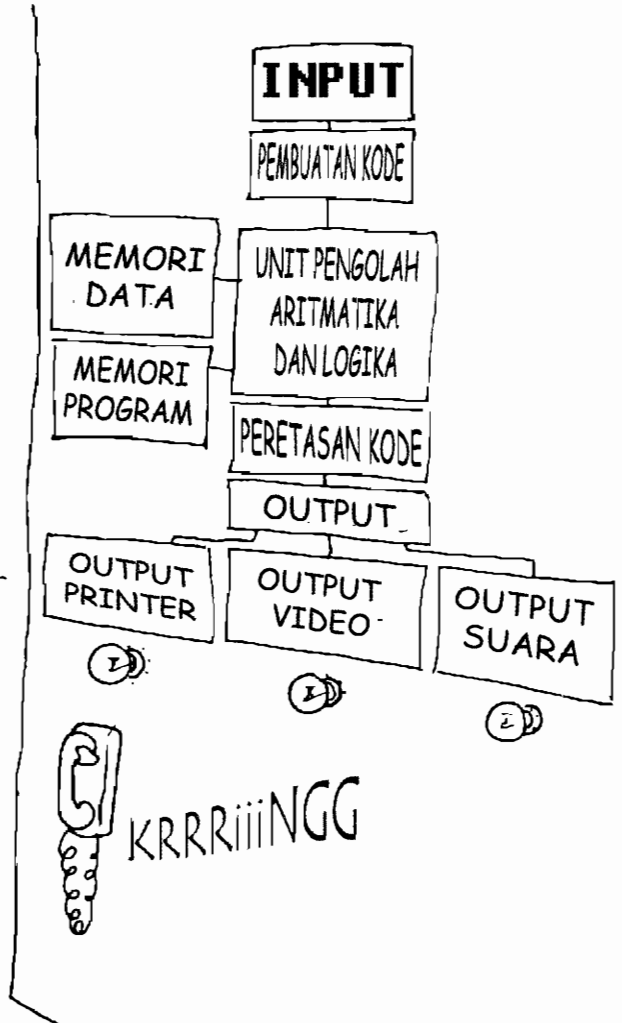 INPUT
PEMBUATAN KODE
MEMORI
DATA
UNIT PENGOLAH
ARITMATIKA
DAN LOGIKA
MEMORI
PROGRAM
PERETASAN KODE
OUTPUT
OUTPUT
PRINTER
OUTPUT
VIDEO
OUTPUT
SUARA
KRRRiiiNGG